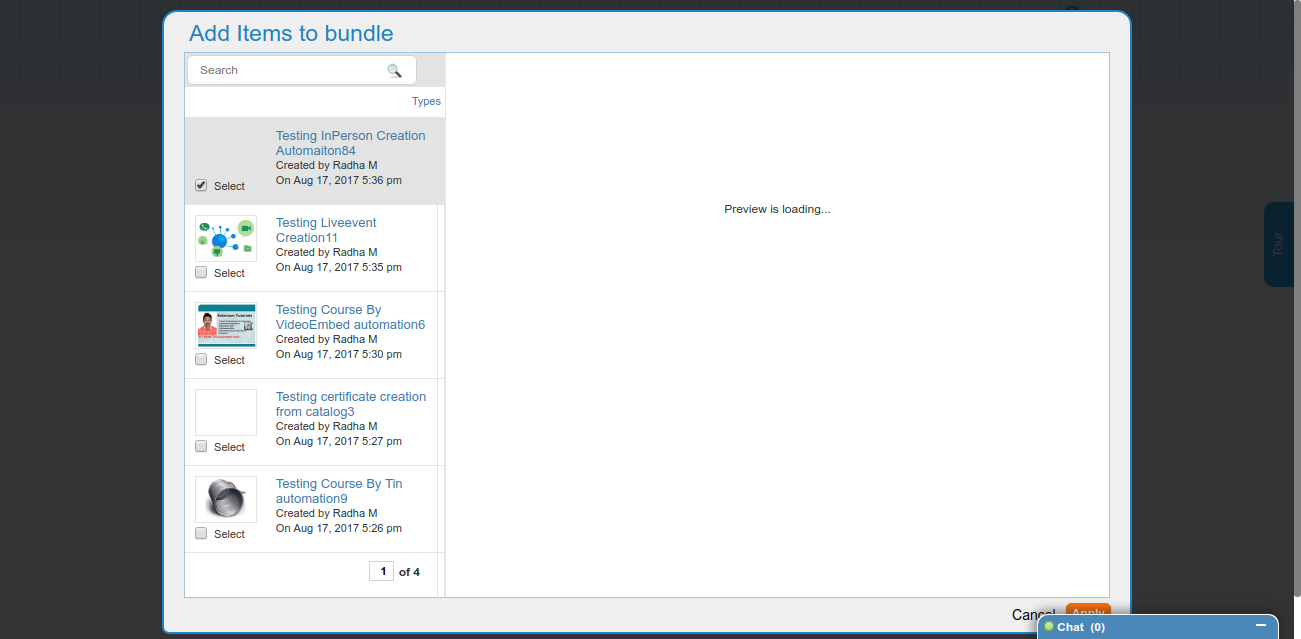 Add Items to bundle
Search
Types
Testing InPerson Creation
Automaiton84
Created by Radha M
On Aug 17, 2017 5:36 pm
Select
Testing Liveevent
Creation11
Created by Radha M
On Aug 17, 2017 5:35 pm
Select
Selenium Tutorials
Testing Course By
VideoEmbed automation6
Created by Radha M
On Aug 17, 2017 5:30 pm
Select
Testing certificate creation
from catalog3
Created by Radha M
On Aug 17, 2017 5:27 pm
Select
Testing Course By Tin
automation9
Created by Radha M
On Aug 17, 2017 5:26 pm
Select
1 of 4
Preview is loading...
Tour
Cancel Apply
Chat (0)